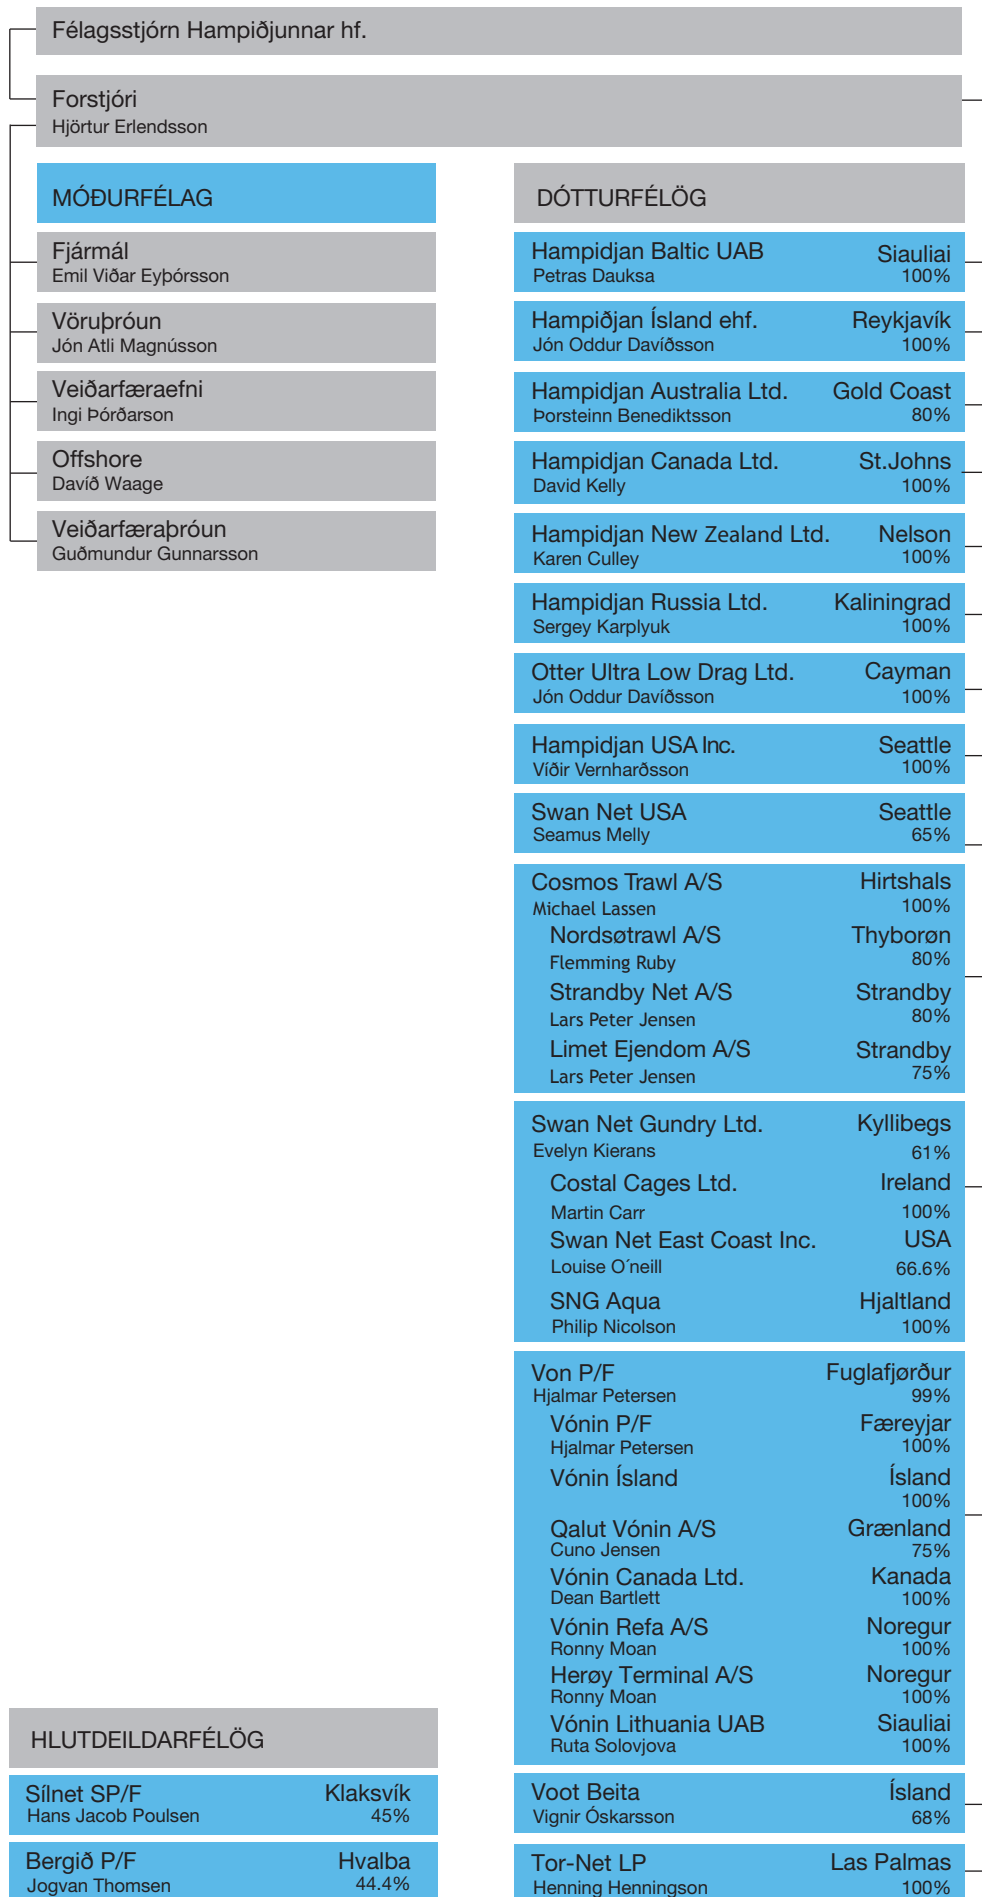 Félagsstjórn Hampiðjunnar hf.
Forstjóri
Hjörtur Erlendsson
MÓÐURFÉLAG
Fjármál
Emil Viðar Eyþórsson
Vöruþróun
Jón Atli Magnússon
Veiðarfæraefni
Ingi Þórðarson
Offshore
Davíð Waage
Veiðarfæraþróun
Guðmundur Gunnarsson
DÓTTURFÉLÖG
Hampidjan Baltic UAB Siauliai
Petras Dauksa 100%
Hampiðjan Ísland ehf. Reykjavík
Jón Oddur Davíðsson 100%
Hampidjan Australia Ltd. Gold Coast
Þorsteinn Benediktsson 80%
Hampidjan Canada Ltd. St.Johns
David Kelly 100%
Hampidjan New Zealand Ltd. Nelson
Karen Culley 100%
Hampidjan Russia Ltd. Kaliningrad
Sergey Karplyuk 100%
Otter Ultra Low Drag Ltd. Cayman
Jón Oddur Davíðsson 100%
Hampidjan USA Inc. Seattle
Víðir Vernharðsson 100%
Swan Net USA Seattle
Seamus Melly 65%
Cosmos Trawl A/S Hirtshals
Michael Lassen 100%
Nordsøtrawl A/S Thyborøn
Flemming Ruby 80%
Strandby Net A/S Strandby
Lars Peter Jensen 80%
Limet Ejendom A/S Strandby
Lars Peter Jensen 75%
Swan Net Gundry Ltd. Kyllibegs
Evelyn Kierans 61%
Costal Cages Ltd. Ireland
Martin Carr 100%
Swan Net East Coast Inc. USA
Louise O´neill 66.6%
SNG Aqua Hjaltland
Philip Nicolson 100%
Von P/F Fuglafjørður
Hjalmar Petersen 99%
Vónin P/F Færeyjar
Hjalmar Petersen 100%
Vónin Ísland Ísland
100%
Qalut Vónin A/S Grænland
Cuno Jensen 75%
Vónin Canada Ltd. Kanada
Dean Bartlett 100%
Vónin Refa A/S Noregur
Ronny Moan 100%
Herøy Terminal A/S Noregur
Ronny Moan 100%
Vónin Lithuania UAB Siauliai
Ruta Solovjova 100%
Voot Beita Ísland
Vignir Óskarsson 68%
Tor-Net LP Las Palmas
Henning Henningson 100%
HLUTDEILDARFÉLÖG
Sílnet SP/F Klaksvík
Hans Jacob Poulsen 45%
Bergið P/F Hvalba
Jogvan Thomsen 44.4%